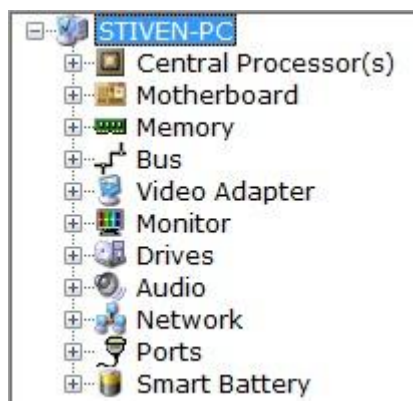 STIVEN-PC
Central Processor(s)
Motherboard
Memory
Bus
Video Adapter
Monitor
Drives
Audio
Network
Ports
Smart Battery